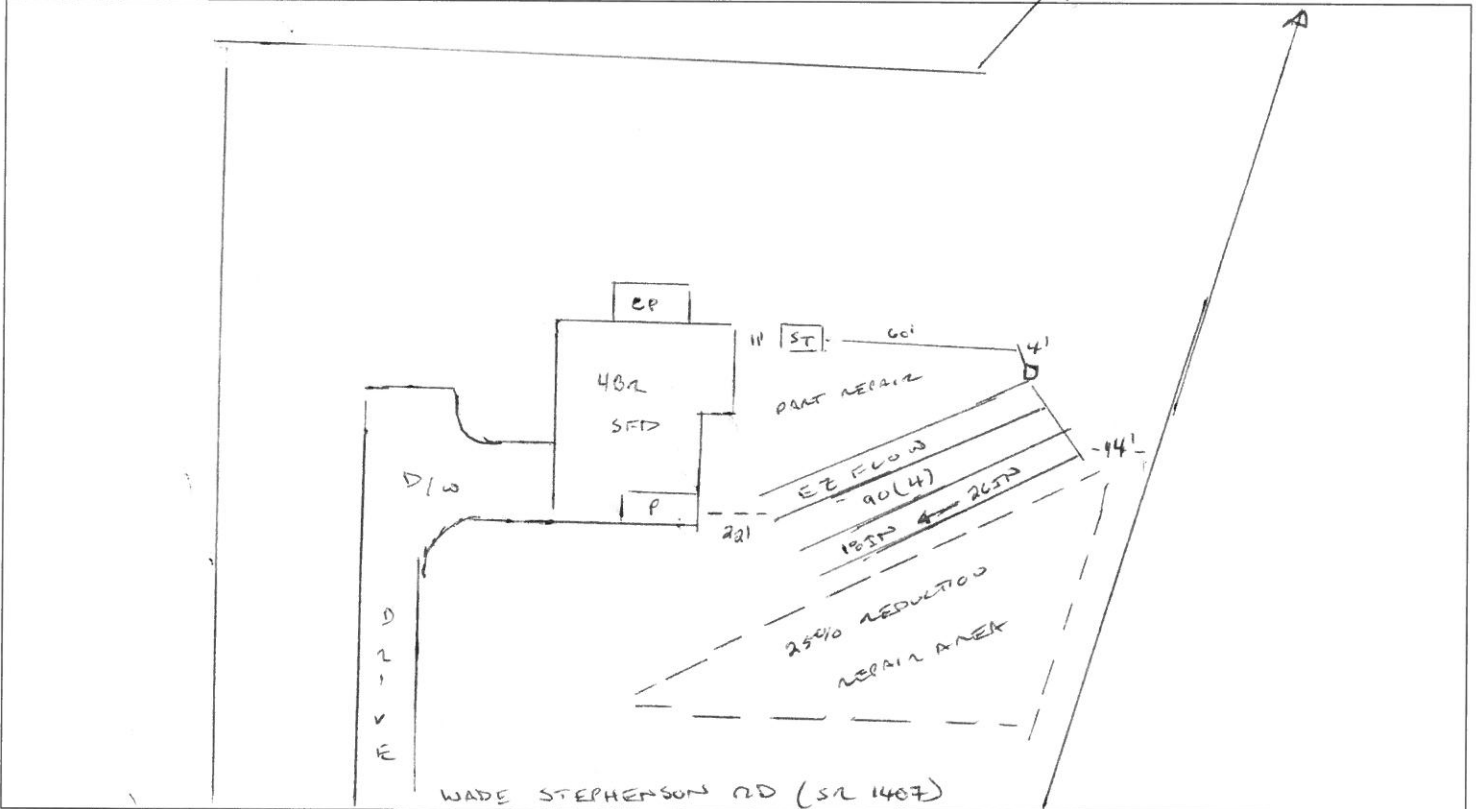 CP
11' ST 60' 4'
4BR
SFD
PART REPAIR
D/W
P
22'
EZ FLOW
90(4)
18IN ← 26IN
14'
25% REDUCTION
REPAIR AREA
DRIVE
WADE STEPHENSON RD (SR 1407)